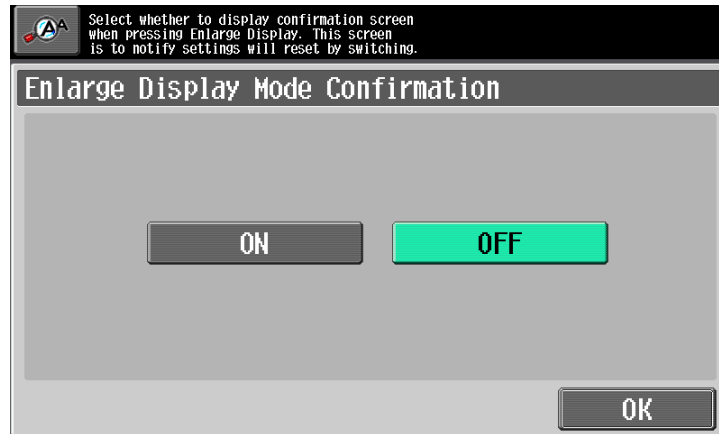 Select whether to display confirmation screen
when pressing Enlarge Display. This screen
is to notify settings will reset by switching.
Enlarge Display Mode Confirmation
ON OFF
OK